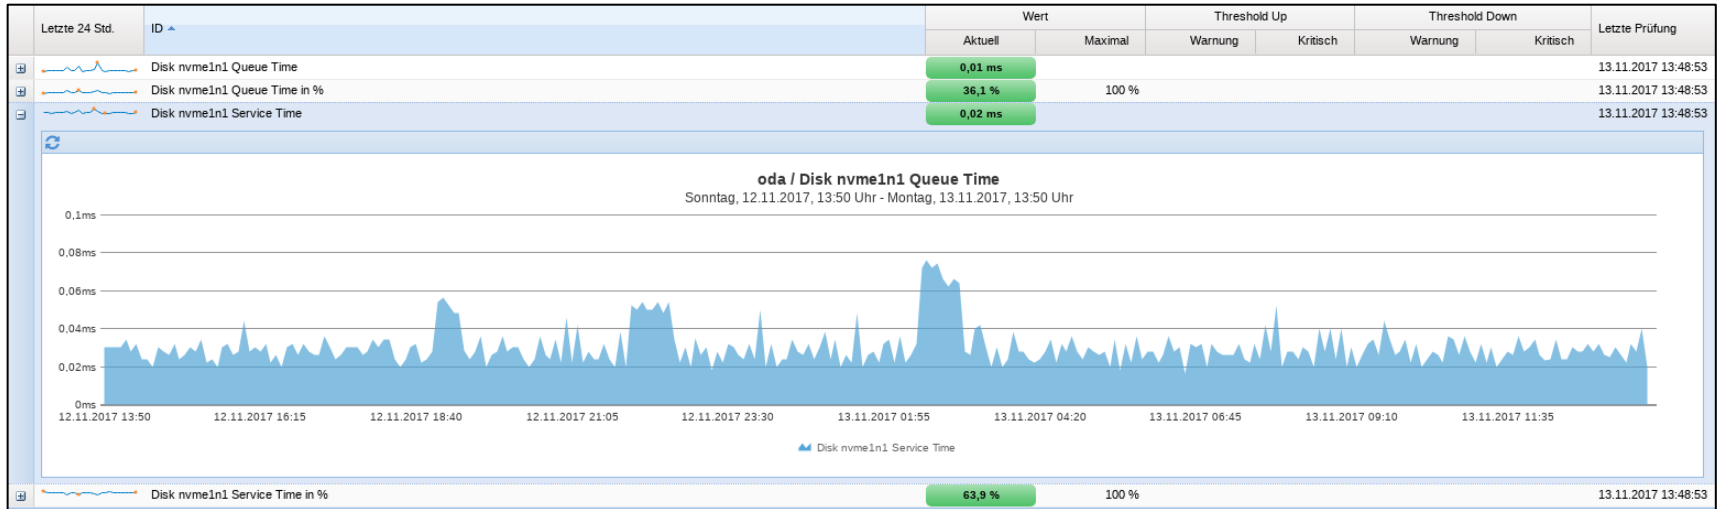 Letzte 24 Std. ID Wert Threshold Up Threshold Down Letzte Prüfung
Aktuell Maximal Warnung Kritisch Warnung Kritisch
Disk nvme1n1 Queue Time 0,01 ms 13.11.2017 13:48:53
Disk nvme1n1 Queue Time in % 36,1 % 100 % 13.11.2017 13:48:53
Disk nvme1n1 Service Time 0,02 ms 13.11.2017 13:48:53
oda / Disk nvme1n1 Queue Time
Sonntag, 12.11.2017, 13:50 Uhr - Montag, 13.11.2017, 13:50 Uhr
0,1ms
0,08ms
0,06ms
0,04ms
0,02ms
0ms
12.11.2017 13:50 12.11.2017 16:15 12.11.2017 18:40 12.11.2017 21:05 12.11.2017 23:30 13.11.2017 01:55 13.11.2017 04:20 13.11.2017 06:45 13.11.2017 09:10 13.11.2017 11:35
Disk nvme1n1 Service Time
Disk nvme1n1 Service Time in % 63,9 % 100 % 13.11.2017 13:48:53